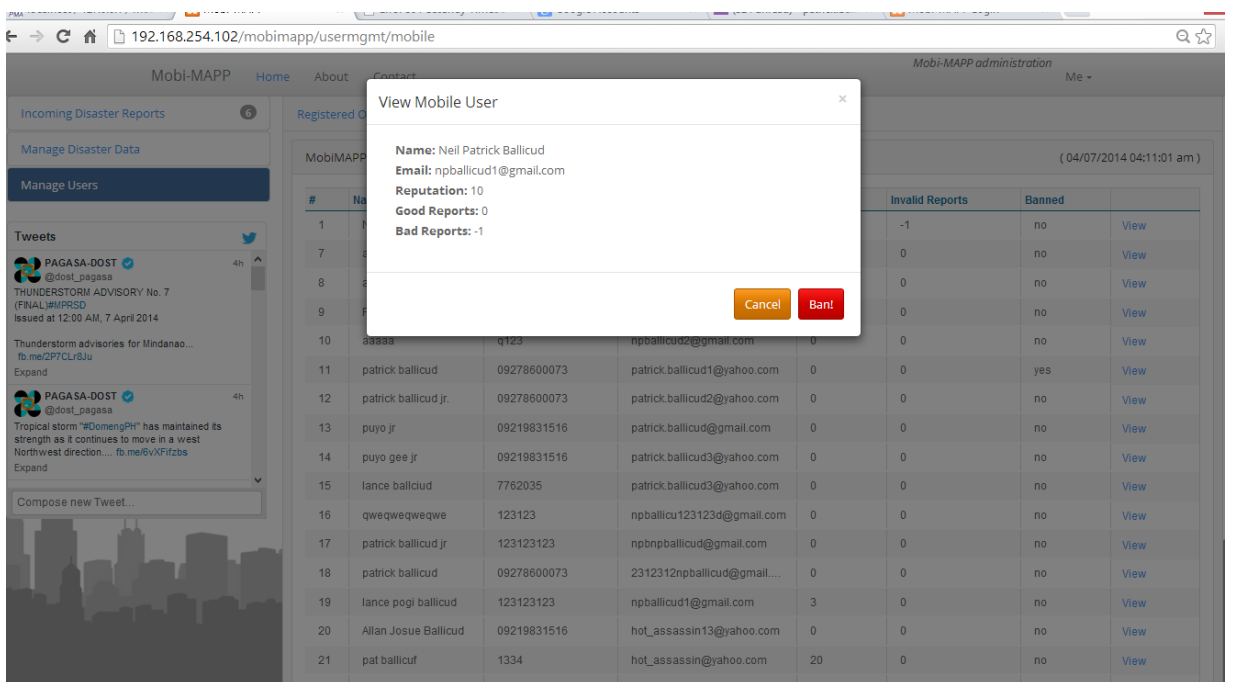 192.168.254.102/mobimapp/usermgmt/mobile
Mobi-MAPP Home About Contact
Mobi-MAPP administration
Me
Incoming Disaster Reports 6
Manage Disaster Data
Manage Users
Tweets
PAGASA-DOST 4h
@dost_pagasa
THUNDERSTORM ADVISORY No. 7
(FINAL)#MPRSD
Issued at 12:00 AM, 7 April 2014
Thunderstorm advisories for Mindanao...
fb.me/2P7CLr8Ju
Expand
PAGASA-DOST 4h
@dost_pagasa
Tropical storm "#DomengPH" has maintained its
strength as it continues to move in a west
Northwest direction.... fb.me/6vXFifzbs
Expand
Compose new Tweet...
View Mobile User ×
Name: Neil Patrick Ballicud
Email: npballicud1@gmail.com
Reputation: 10
Good Reports: 0
Bad Reports: -1
Cancel Ban!
Registered O
MobiMAPP ( 04/07/2014 04:11:01 am )
# Na Invalid Reports Banned
1 N -1 no View
7 a 0 no View
8 a 0 no View
9 F 0 no View
10 aaaaa q123 npballicud2@gmail.com 0 0 no View
11 patrick ballicud 09278600073 patrick.ballicud1@yahoo.com 0 0 yes View
12 patrick ballicud jr. 09278600073 patrick.ballicud2@yahoo.com 0 0 no View
13 puyo jr 09219831516 patrick.ballicud@gmail.com 0 0 no View
14 puyo gee jr 09219831516 patrick.ballicud3@yahoo.com 0 0 no View
15 lance ballciud 7762035 patrick.ballicud3@yahoo.com 0 0 no View
16 qweqweqweqwe 123123 npballicu123123d@gmail.com 0 0 no View
17 patrick ballicud jr 123123123 npbnpballicud@gmail.com 0 0 no View
18 patrick ballicud 09278600073 2312312npballicud@gmail.... 0 0 no View
19 lance pogi ballicud 123123123 npballicud1@gmail.com 3 0 no View
20 Allan Josue Ballicud 09219831516 hot_assassin13@yahoo.com 0 0 no View
21 pat ballicuf 1334 hot_assassin@yahoo.com 20 0 no View